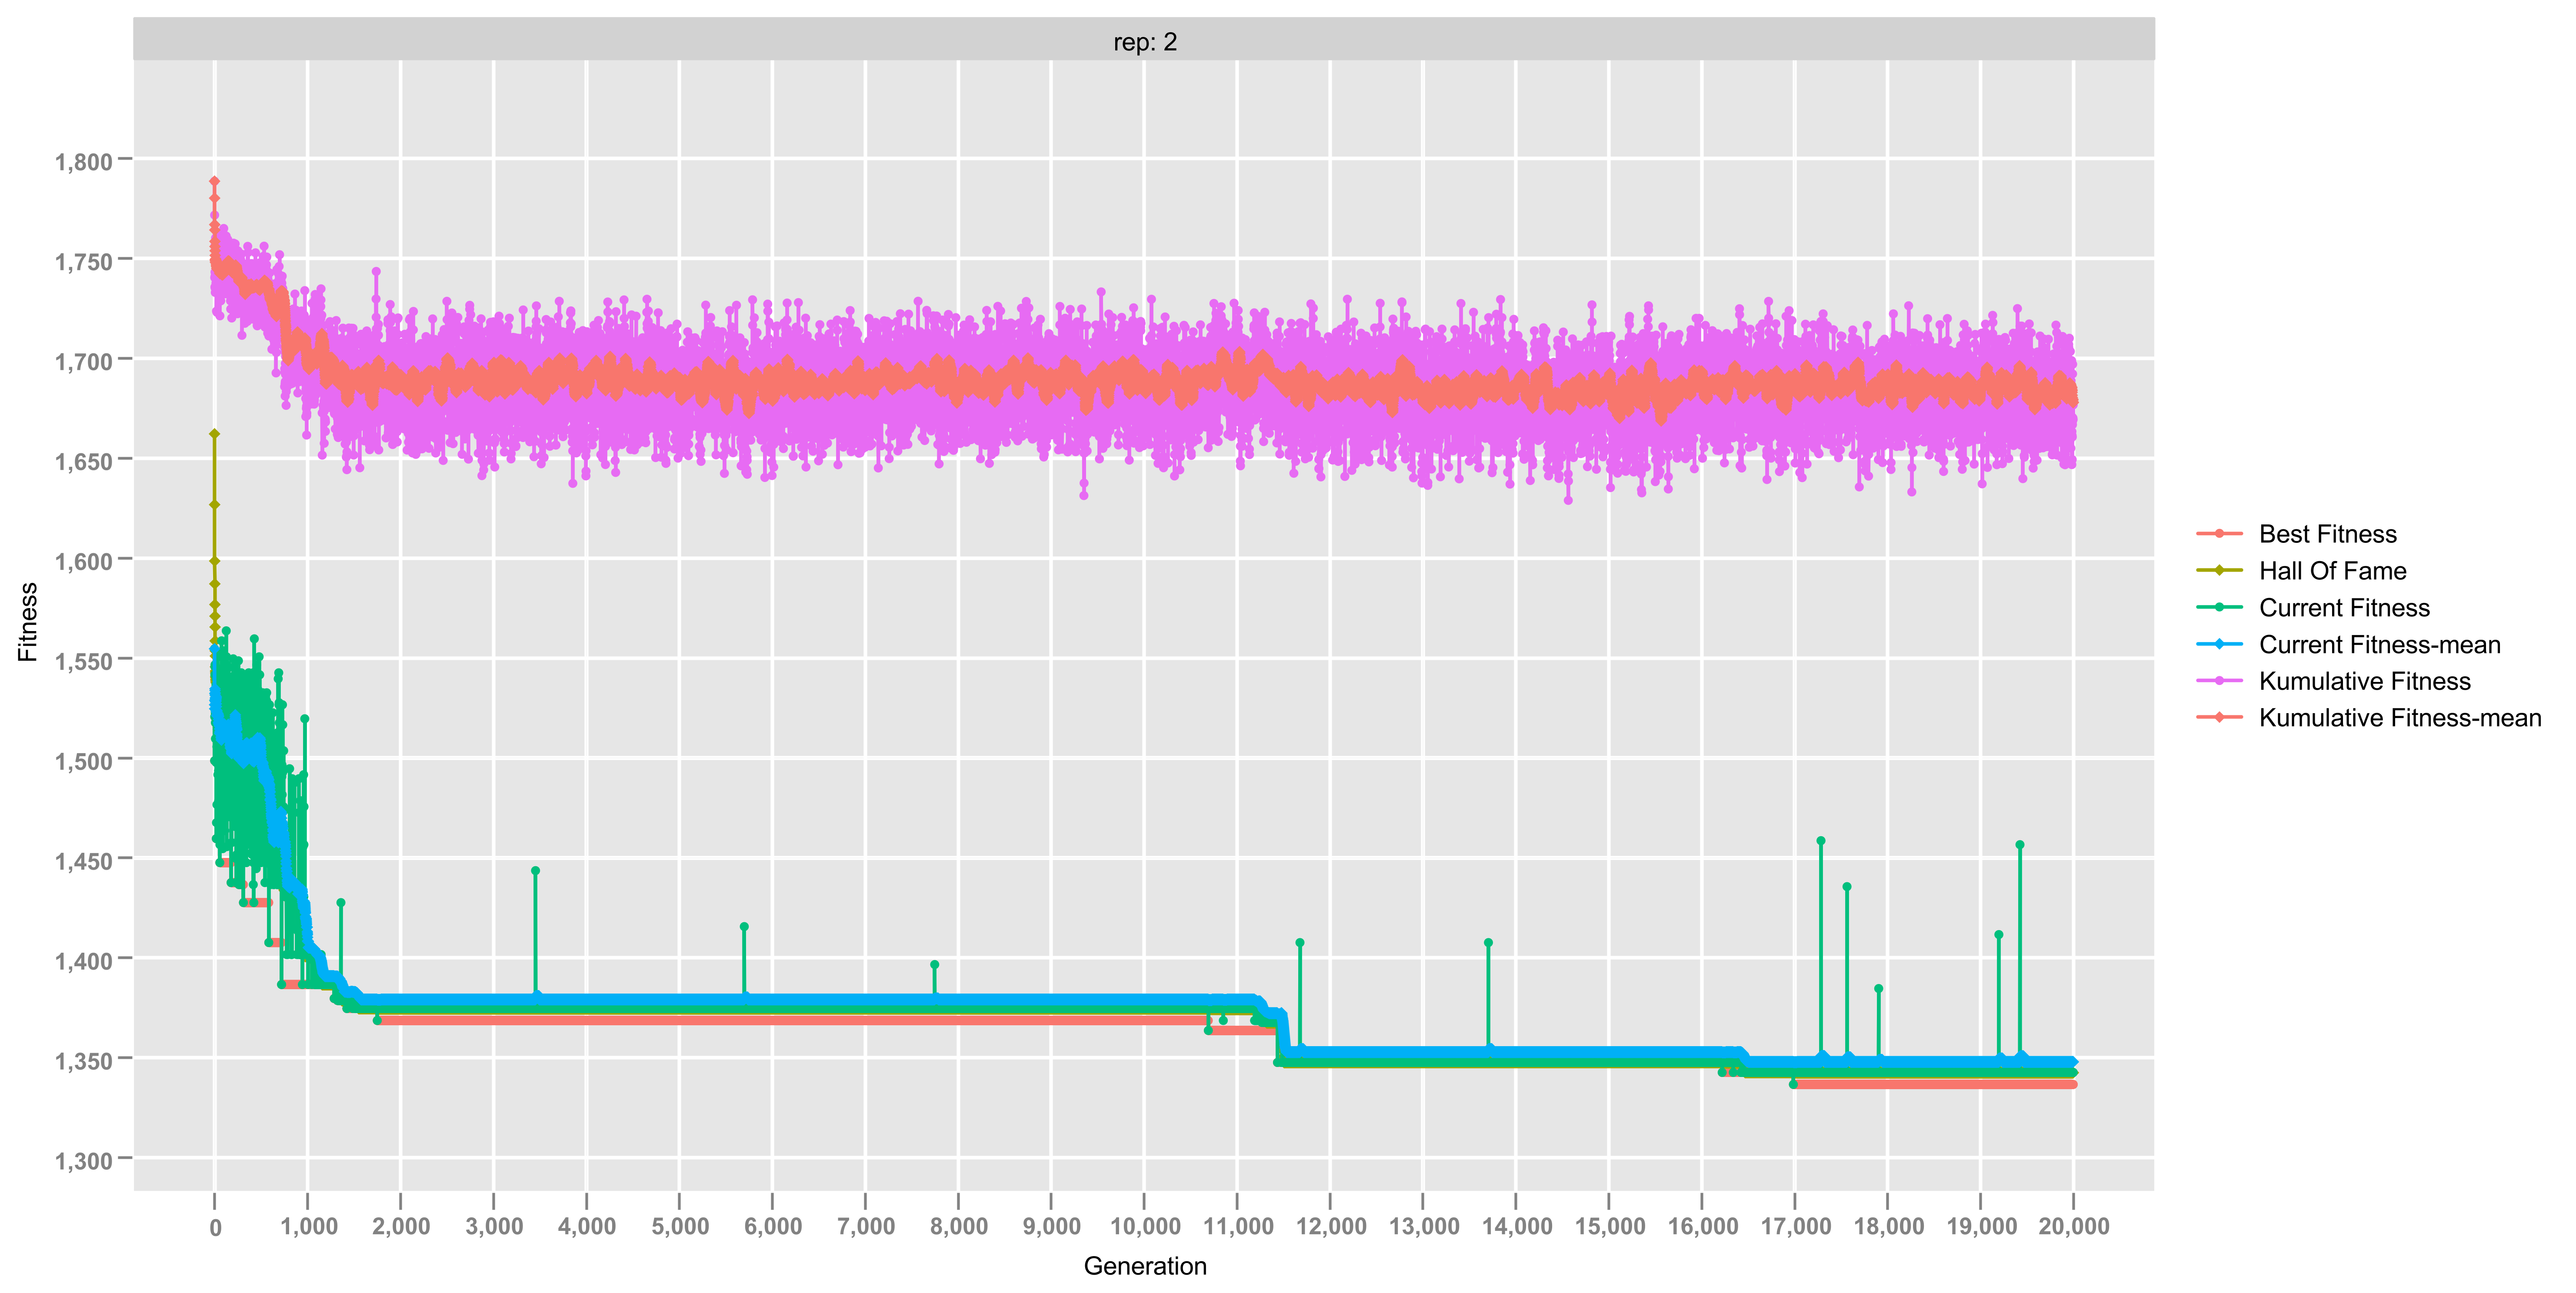 rep: 2
1,800
1,750
1,700
1,650
1,600
1,550
1,500
1,450
1,400
1,350
1,300
Fitness
0 1,000 2,000 3,000 4,000 5,000 6,000 7,000 8,000 9,000 10,000 11,000 12,000 13,000 14,000 15,000 16,000 17,000 18,000 19,000 20,000
Generation
Best Fitness
Hall Of Fame
Current Fitness
Current Fitness-mean
Kumulative Fitness
Kumulative Fitness-mean